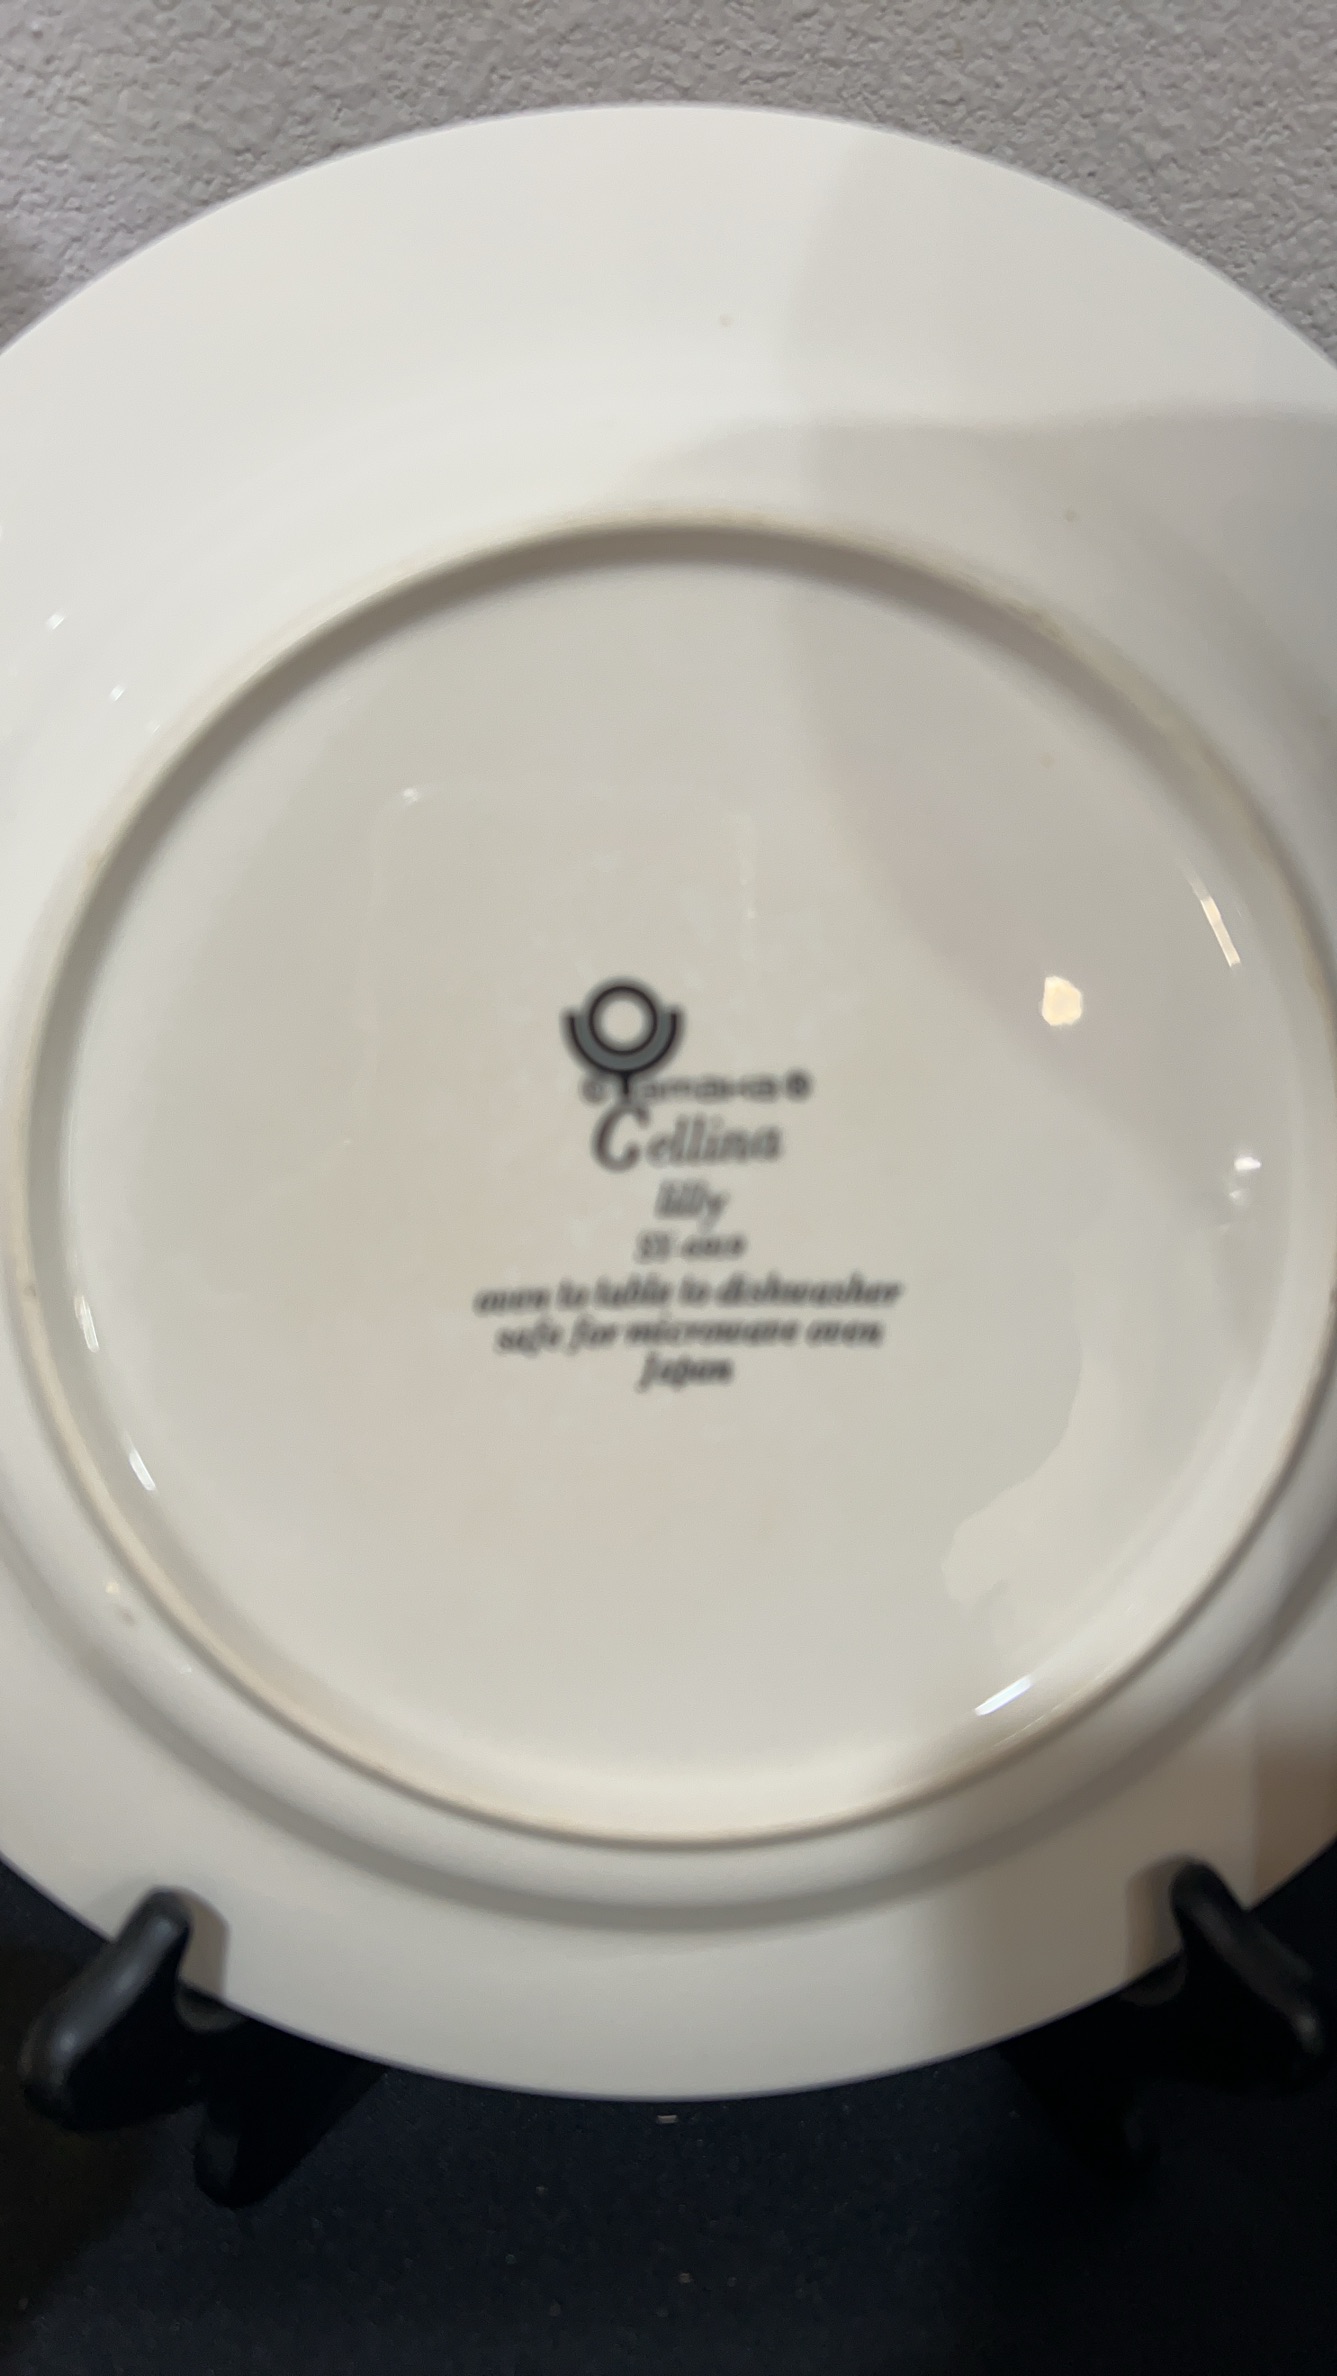 Cellina
lilly
oven to table to dishwasher
safe for microwave oven
Japan